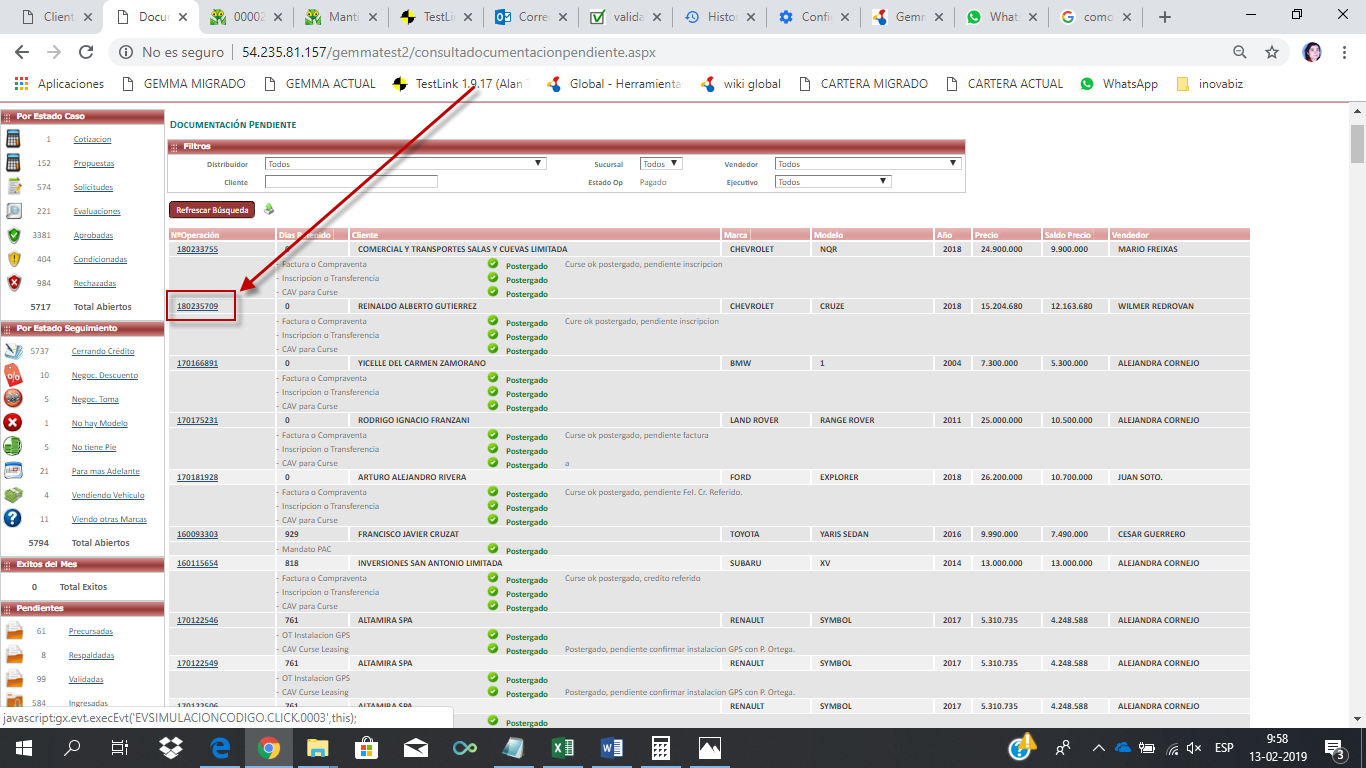 Client
Docum
00002
Manti
TestLin
Corre
valida
Histor
Config
Gemm
Whats
como
No es seguro | 54.235.81.157/gemmatest2/consultadocumentacionpendiente.aspx
Aplicaciones GEMMA MIGRADO GEMMA ACTUAL TestLink 1.9.17 (Alan Global - Herramienta wiki global CARTERA MIGRADO CARTERA ACTUAL WhatsApp inovabiz
Por Estado Caso
1 Cotizacion
152 Propuestas
574 Solicitudes
221 Evaluaciones
3381 Aprobadas
404 Condicionadas
984 Rechazadas
5717 Total Abiertos
Por Estado Seguimiento
5737 Cerrando Crédito
10 Negoc. Descuento
5 Negoc. Toma
1 No hay Modelo
5 No tiene Pie
21 Para mas Adelante
4 Vendiendo Vehiculo
11 Viendo otras Marcas
5794 Total Abiertos
Exitos del Mes
0 Total Exitos
Pendientes
61 Precursadas
8 Respaldadas
99 Validadas
584 Ingresadas
DOCUMENTACIÓN PENDIENTE
Filtros
Distribuidor Todos Sucursal Todos Vendedor Todos
Cliente Estado Op Pagado Ejecutivo Todos
Refrescar Búsqueda
NºOperación Cliente Marca Modelo Año Precio Saldo Precio Vendedor
180233755 0 COMERCIAL Y TRANSPORTES SALAS Y CUEVAS LIMITADA CHEVROLET NQR 2018 24.900.000 9.900.000 MARIO FREIXAS
- Factura o Compraventa Postergado Curse ok postergado, pendiente inscripcion
- Inscripcion o Transferencia Postergado
- CAV para Curse Postergado
180235709 0 REINALDO ALBERTO GUTIERREZ CHEVROLET CRUZE 2018 15.204.680 12.163.680 WILMER REDROVAN
- Factura o Compraventa Postergado Cure ok postergado, pendiente inscripcion
- Inscripcion o Transferencia Postergado
- CAV para Curse Postergado
170166891 0 YICELLE DEL CARMEN ZAMORANO BMW 1 2004 7.300.000 5.300.000 ALEJANDRA CORNEJO
- Factura o Compraventa Postergado
- Inscripcion o Transferencia Postergado
- CAV para Curse Postergado
170175231 0 RODRIGO IGNACIO FRANZANI LAND ROVER RANGE ROVER 2011 25.000.000 10.500.000 ALEJANDRA CORNEJO
- Factura o Compraventa Postergado Curse ok postergado, pendiente factura
- Inscripcion o Transferencia Postergado
- CAV para Curse Postergado a
170181928 0 ARTURO ALEJANDRO RIVERA FORD EXPLORER 2018 26.200.000 10.700.000 JUAN SOTO.
- Factura o Compraventa Postergado Curse ok postergado, pendiente Fel. Cr. Referido.
- Inscripcion o Transferencia Postergado
- CAV para Curse Postergado
160093303 929 FRANCISCO JAVIER CRUZAT TOYOTA YARIS SEDAN 2016 9.990.000 7.490.000 CESAR GUERRERO
- Mandato PAC Postergado
160115654 818 INVERSIONES SAN ANTONIO LIMITADA SUBARU XV 2014 13.000.000 13.000.000 ALEJANDRA CORNEJO
- Factura o Compraventa Postergado Curse ok postergado, credito referido
- Inscripcion o Transferencia Postergado
- CAV para Curse Postergado
170122546 761 ALTAMIRA SPA RENAULT SYMBOL 2017 5.310.735 4.248.588 ALEJANDRA CORNEJO
- OT Instalacion GPS Postergado
- CAV Curse Leasing Postergado Postergado, pendiente confirmar instalacion GPS con P. Ortega.
170122549 761 ALTAMIRA SPA RENAULT SYMBOL 2017 5.310.735 4.248.588 ALEJANDRA CORNEJO
- OT Instalacion GPS Postergado
- CAV Curse Leasing Postergado Postergado, pendiente confirmar instalacion GPS con P. Ortega.
761 ALTAMIRA SPA RENAULT SYMBOL 2017 5.310.735 4.248.588 ALEJANDRA CORNEJO
Postergado
javascript:gx.evt.execEvt('EVSIMULACIONCODIGO.CLICK.0003',this);
ESP
9:58
13-02-2019
3